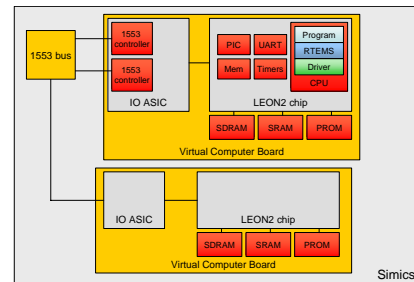 1553 bus
1553
controller
1553
controller
IO ASIC
PIC
UART
Mem
Timers
Program
RTEMS
Driver
CPU
LEON2 chip
SDRAM
SRAM
PROM
Virtual Computer Board
IO ASIC
LEON2 chip
SDRAM
SRAM
PROM
Virtual Computer Board
Simics